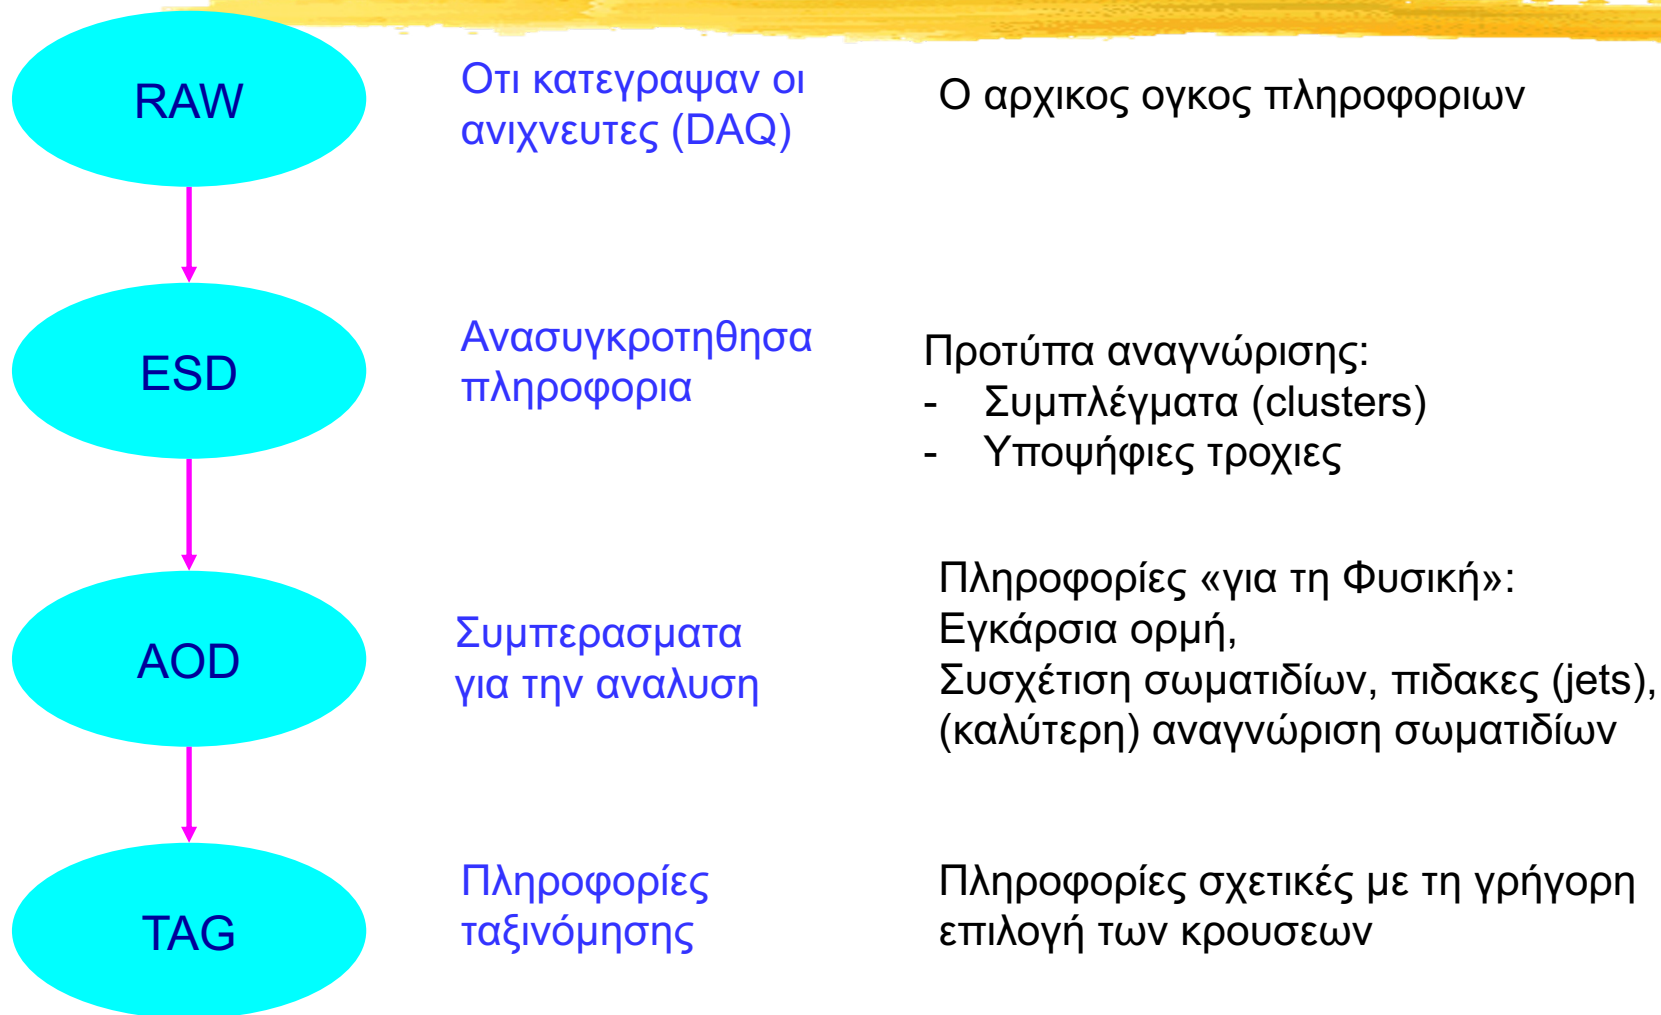 RAW
Οτι κατεγραψαν οι
ανιχνευτες (DAQ)
Ο αρχικος ογκος πληροφοριων
ESD
Ανασυγκροτηθησα
πληροφορια
Προτύπα αναγνώρισης:
- Συμπλέγματα (clusters)
- Υποψήφιες τροχιες
AOD
Συμπερασματα
για την αναλυση
Πληροφορίες «για τη Φυσική»:
Εγκάρσια ορμή,
Συσχέτιση σωματιδίων, πιδακες (jets),
(καλύτερη) αναγνώριση σωματιδίων
TAG
Πληροφορίες
ταξινόμησης
Πληροφορίες σχετικές με τη γρήγορη
επιλογή των κρουσεων